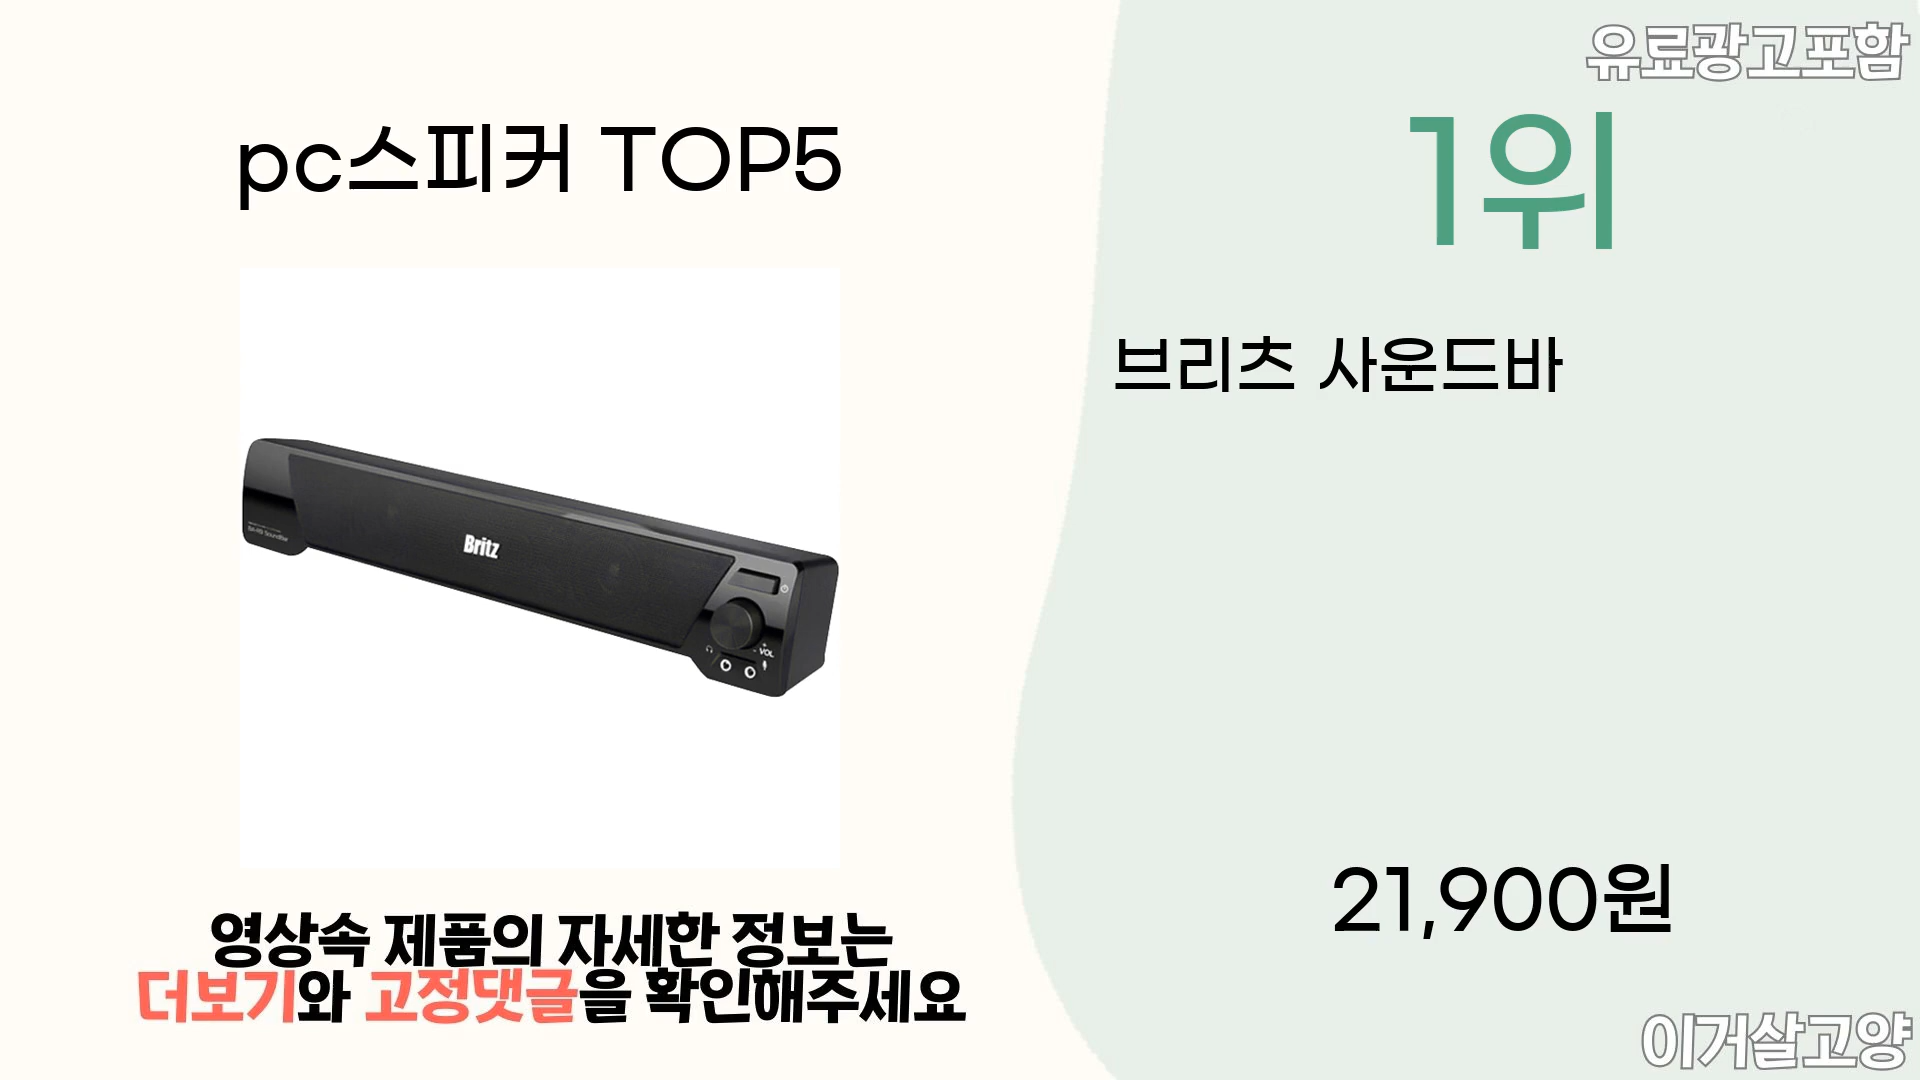 유료광고포함
pc스피커 TOP5
1위
브리츠 사운드바
Britz
VOL
21,900원
영상속 제품의 자세한 정보는
더보기와 고정댓글을 확인해주세요
이거살고양